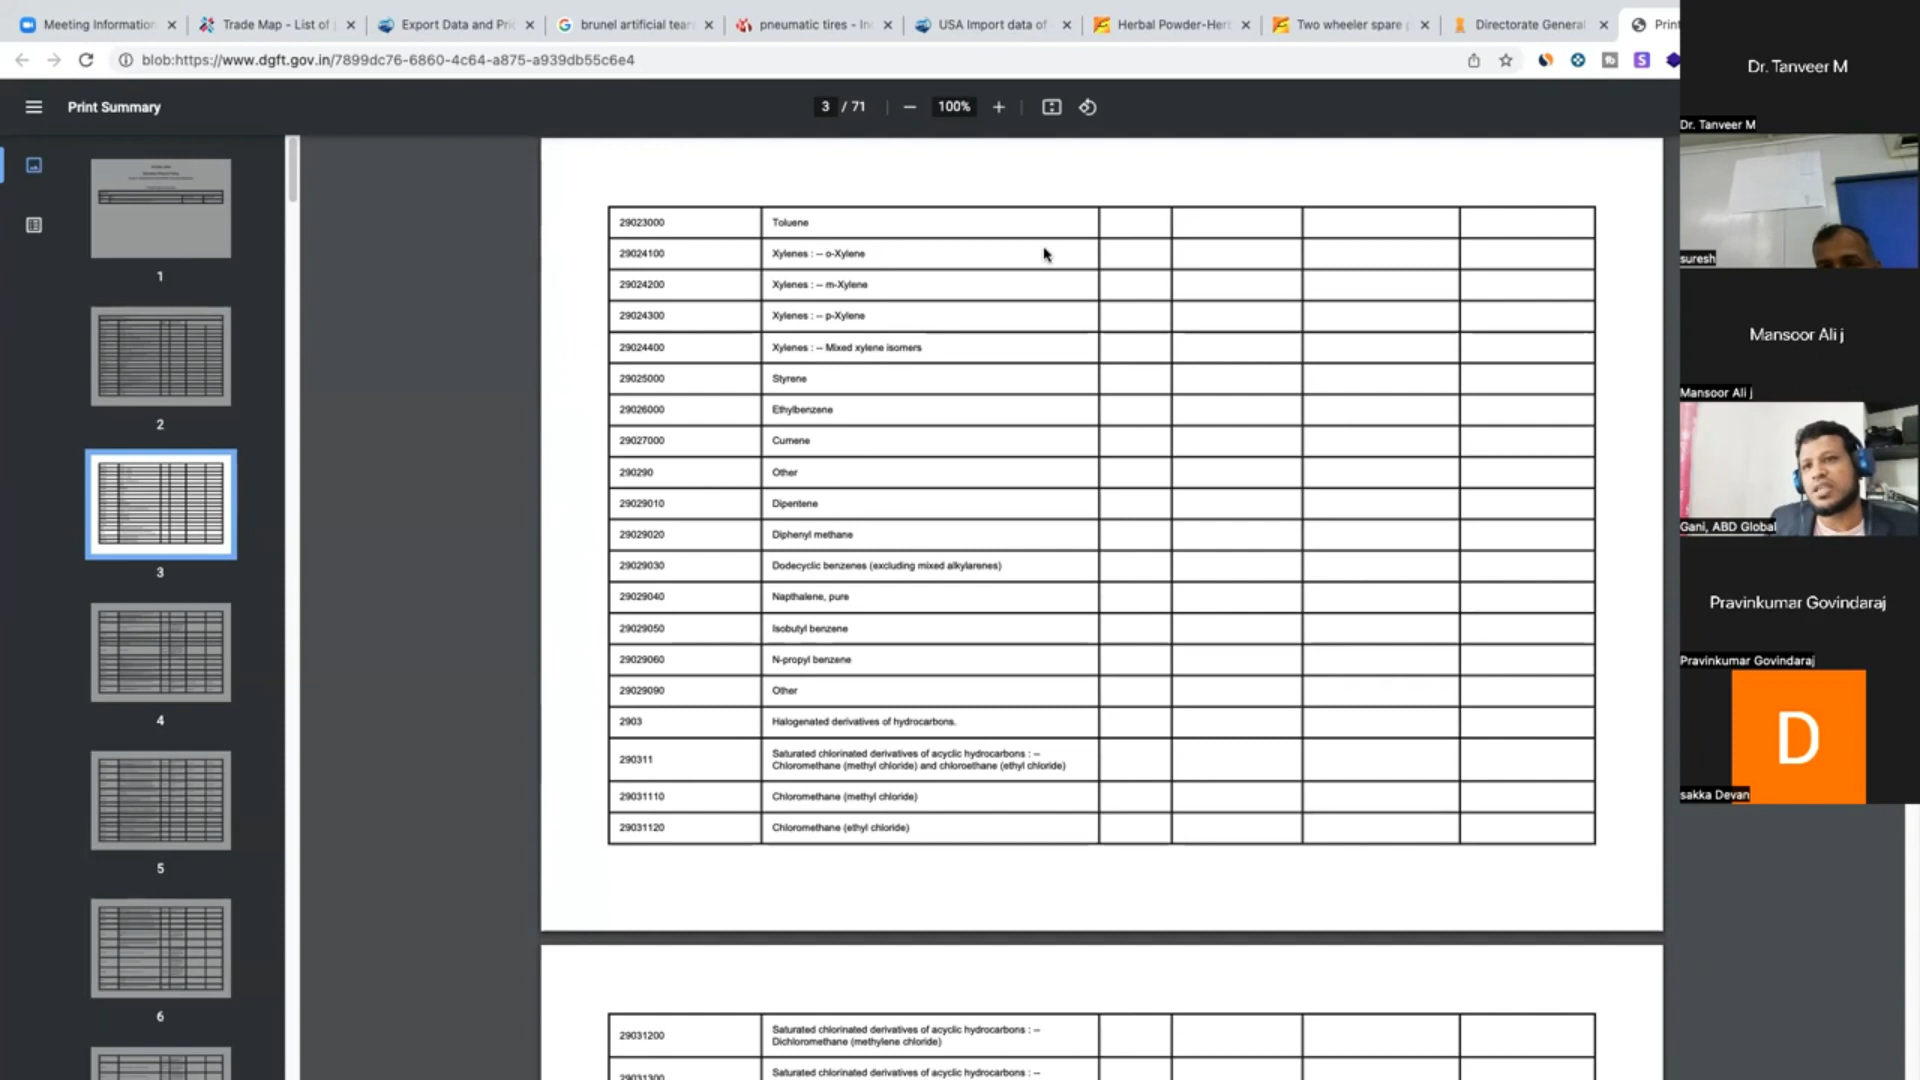 Meeting Information
Trade Map - List of
Export Data and Pric
brunel artificial tear
pneumatic tires - In
USA Import data of
Herbal Powder-Her
Two wheeler spare
Directorate General
Print
blob:https://www.dgft.gov.in/7899dc76-6860-4c64-a875-a939db55c6e4
S
Print Summary
3 / 71
100%
1
2
3
4
5
6
29023000 Toluene
29024100 Xylenes : -- o-Xylene
29024200 Xylenes : -- m-Xylene
29024300 Xylenes : -- p-Xylene
29024400 Xylenes : -- Mixed xylene isomers
29025000 Styrene
29026000 Ethylbenzene
29027000 Cumene
290290 Other
29029010 Dipentene
29029020 Diphenyl methane
29029030 Dodecyclic benzenes (excluding mixed alkylarenes)
29029040 Napthalene, pure
29029050 Isobutyl benzene
29029060 N-propyl benzene
29029090 Other
2903 Halogenated derivatives of hydrocarbons.
290311 Saturated chlorinated derivatives of acyclic hydrocarbons : --
Chloromethane (methyl chloride) and chloroethane (ethyl chloride)
29031110 Chloromethane (methyl chloride)
29031120 Chloromethane (ethyl chloride)
29031200 Saturated chlorinated derivatives of acyclic hydrocarbons : --
Dichloromethane (methylene chloride)
29031300 Saturated chlorinated derivatives of acyclic hydrocarbons : --
Dr. Tanveer M
Dr. Tanveer M
suresh
Mansoor Ali j
Mansoor Ali j
Gani, ABD Global
Pravinkumar Govindaraj
Pravinkumar Govindaraj
D
sakka Devan